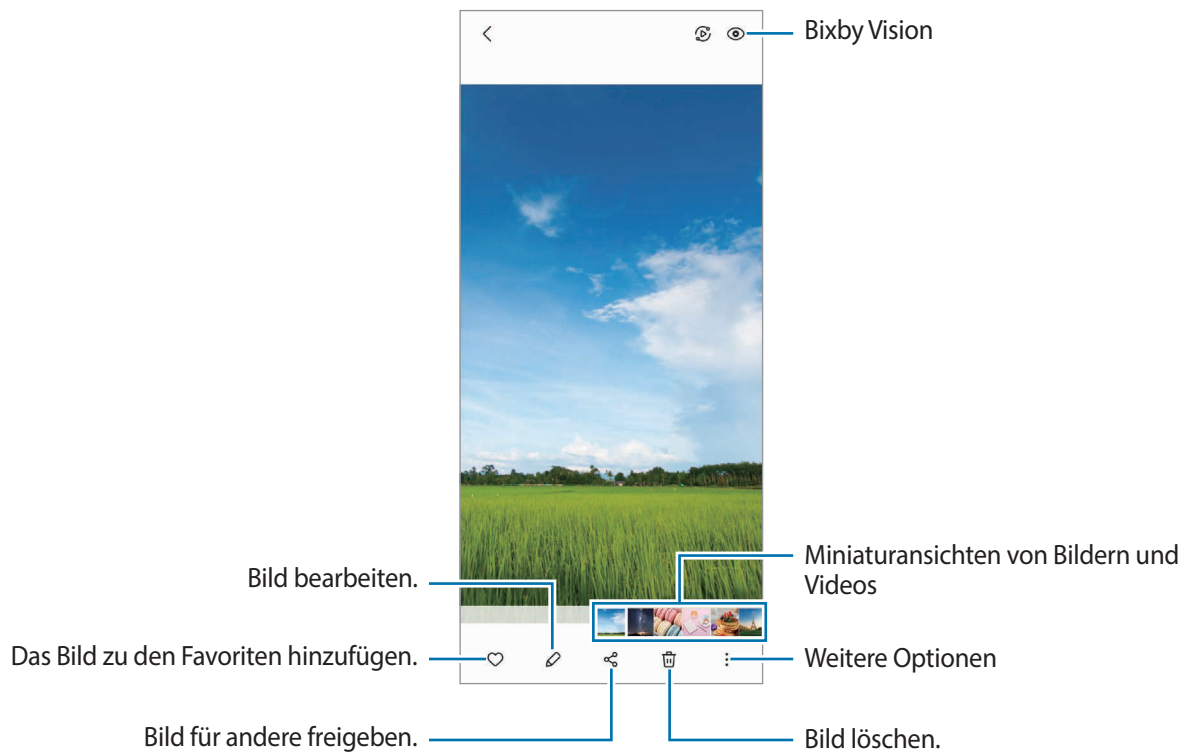 Bixby Vision
Miniaturansichten von Bildern und
Videos
Bild bearbeiten.
Das Bild zu den Favoriten hinzufügen.
Weitere Optionen
Bild für andere freigeben.
Bild löschen.